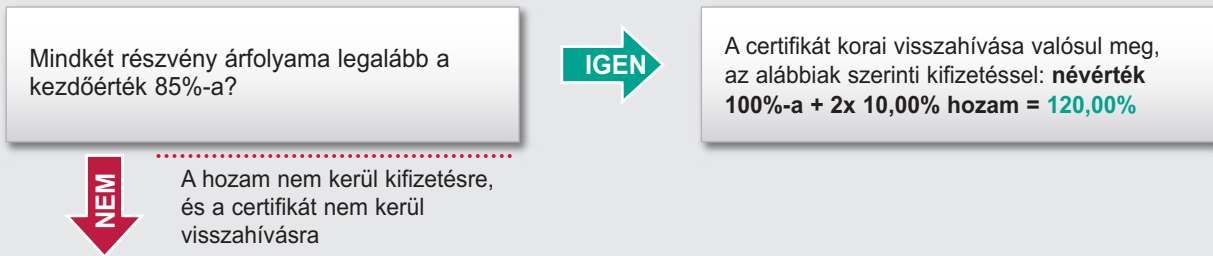 Mindkét részvény árfolyama legalább a
kezdőérték 85%-a?
IGEN
A certifikát korai visszahívása valósul meg,
az alábbiak szerinti kifizetéssel: névérték
100%-a + 2x 10,00% hozam = 120,00%
NEM
A hozam nem kerül kifizetésre,
és a certifikát nem kerül
visszahívásra